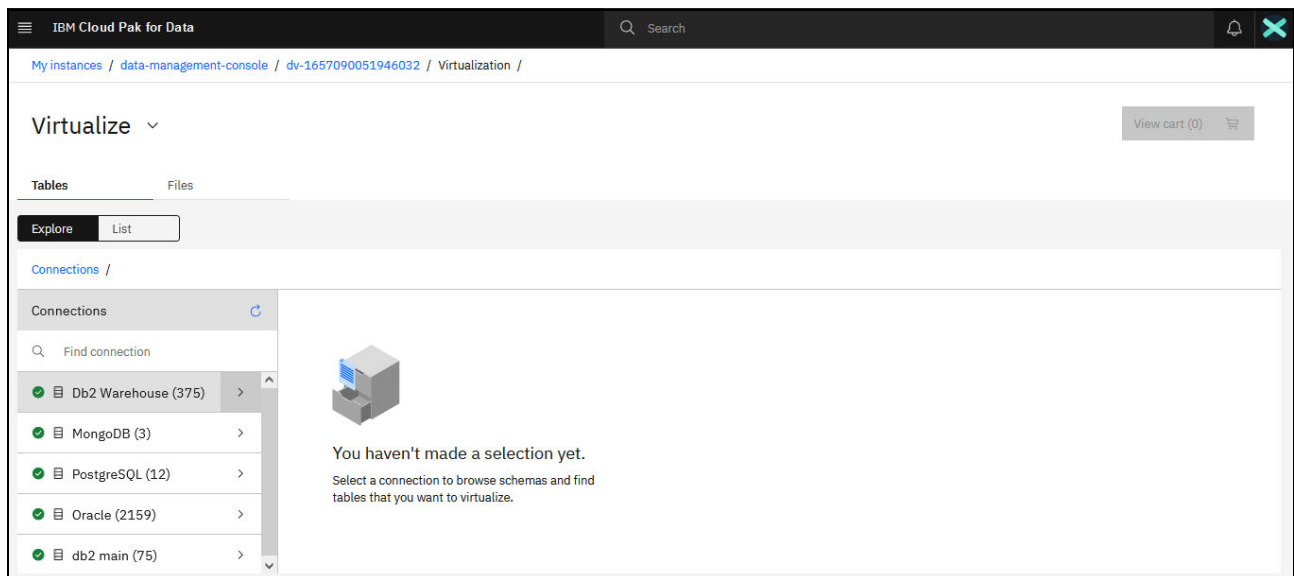 IBM Cloud Pak for Data
Search
My instances / data-management-console / dv-1657090051946032 / Virtualization /
Virtualize
View cart (0)
Tables
Files
Explore
List
Connections /
Connections
Find connection
Db2 Warehouse (375)
MongoDB (3)
PostgreSQL (12)
Oracle (2159)
db2 main (75)
You haven't made a selection yet.
Select a connection to browse schemas and find
tables that you want to virtualize.